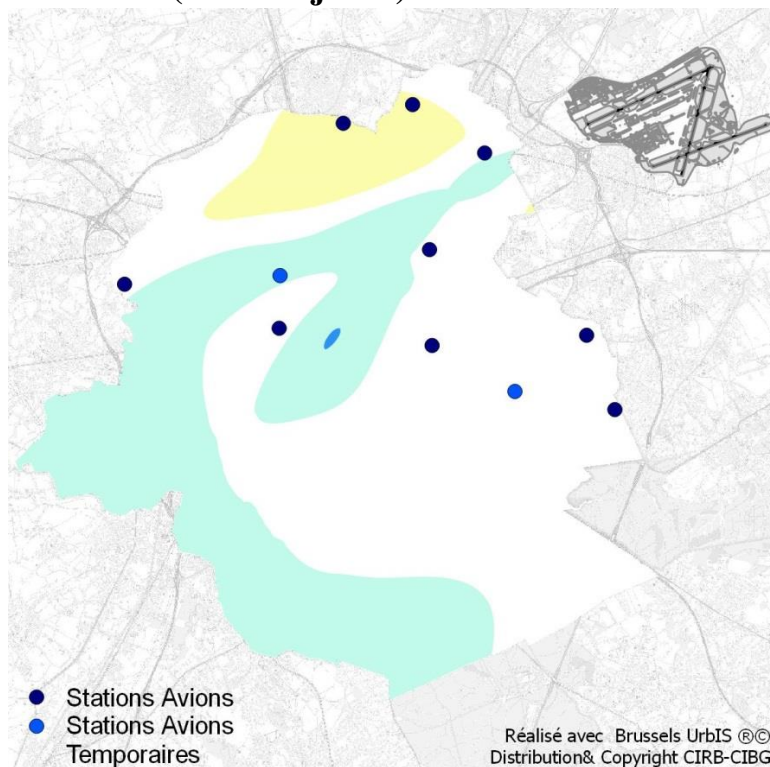 Stations Avions
Stations Avions
Temporaires
Réalisé avec Brussels UrbIS ®©
Distribution& Copyright CIRB-CIBG